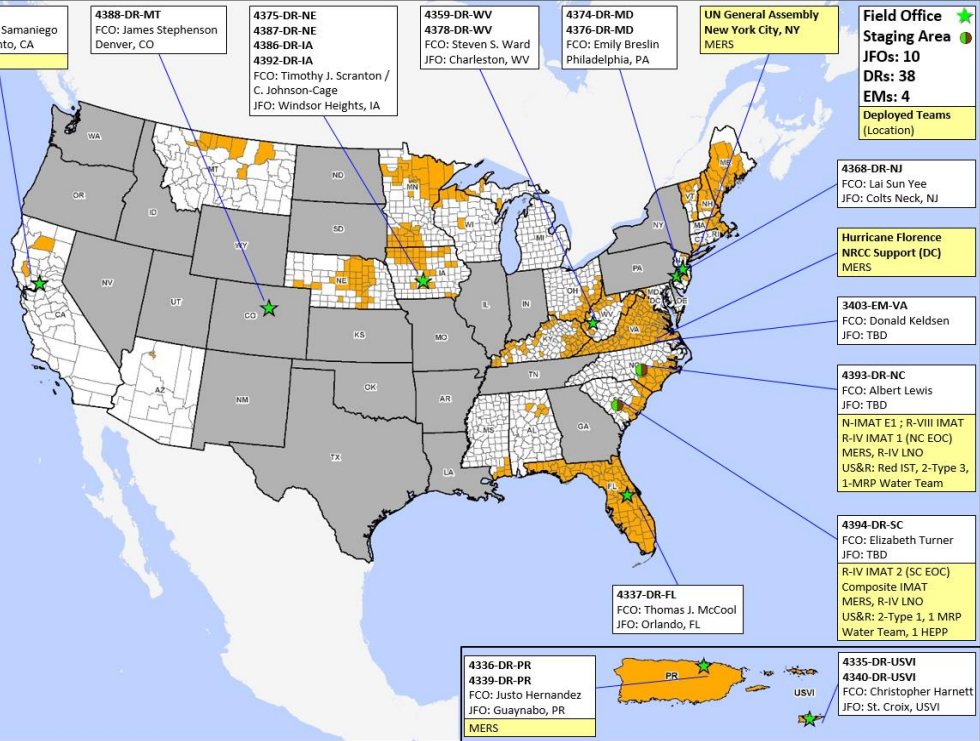 Samaniego
nto, CA
4388-DR-MT
FCO: James Stephenson
Denver, CO
4375-DR-NE
4387-DR-NE
4386-DR-IA
4392-DR-IA
FCO: Timothy J. Scranton /
C. Johnson-Cage
JFO: Windsor Heights, IA
4359-DR-WV
4378-DR-WV
FCO: Steven S. Ward
JFO: Charleston, WV
4374-DR-MD
4376-DR-MD
FCO: Emily Breslin
Philadelphia, PA
UN General Assembly
New York City, NY
MERS
Field Office
Staging Area
JFOs: 10
DRs: 38
EMs: 4
Deployed Teams
(Location)
4368-DR-NJ
FCO: Lai Sun Yee
JFO: Colts Neck, NJ
Hurricane Florence
NRCC Support (DC)
MERS
3403-EM-VA
FCO: Donald Keldsen
JFO: TBD
4393-DR-NC
FCO: Albert Lewis
JFO: TBD
N-IMAT E1 ; R-VIII IMAT
R-IV IMAT 1 (NC EOC)
MERS, R-IV LNO
US&R: Red IST, 2-Type 3,
1-MRP Water Team
4394-DR-SC
FCO: Elizabeth Turner
JFO: TBD
R-IV IMAT 2 (SC EOC)
Composite IMAT
MERS, R-IV LNO
US&R: 2-Type 1, 1 MRP
Water Team, 1 HEPP
4337-DR-FL
FCO: Thomas J. McCool
JFO: Orlando, FL
4336-DR-PR
4339-DR-PR
FCO: Justo Hernandez
JFO: Guaynabo, PR
MERS
4335-DR-USVI
4340-DR-USVI
FCO: Christopher Harnett
JFO: St. Croix, USVI
WA
OR
ID
MT
ND
SD
WY
NV
UT
CO
CA
AZ
NM
NE
KS
OK
TX
MN
IA
MO
AR
LA
WI
IL
MI
IN
OH
KY
TN
MS
AL
GA
FL
SC
NC
VA
WV
PA
NY
MD
DC
DE
VT
NH
ME
MA
RI
PR
USVI